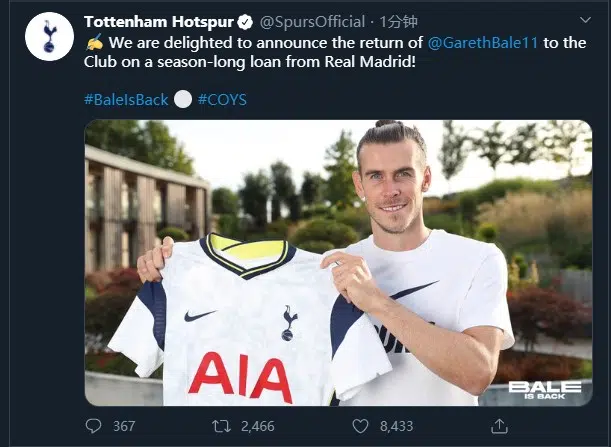 Tottenham Hotspur @SpursOfficial · 1分钟
✍ We are delighted to announce the return of @GarethBale11 to the
Club on a season-long loan from Real Madrid!
#BaleIsBack ⚪ #COYS
AIA
BALE
IS BACK
367 2,466 8,433